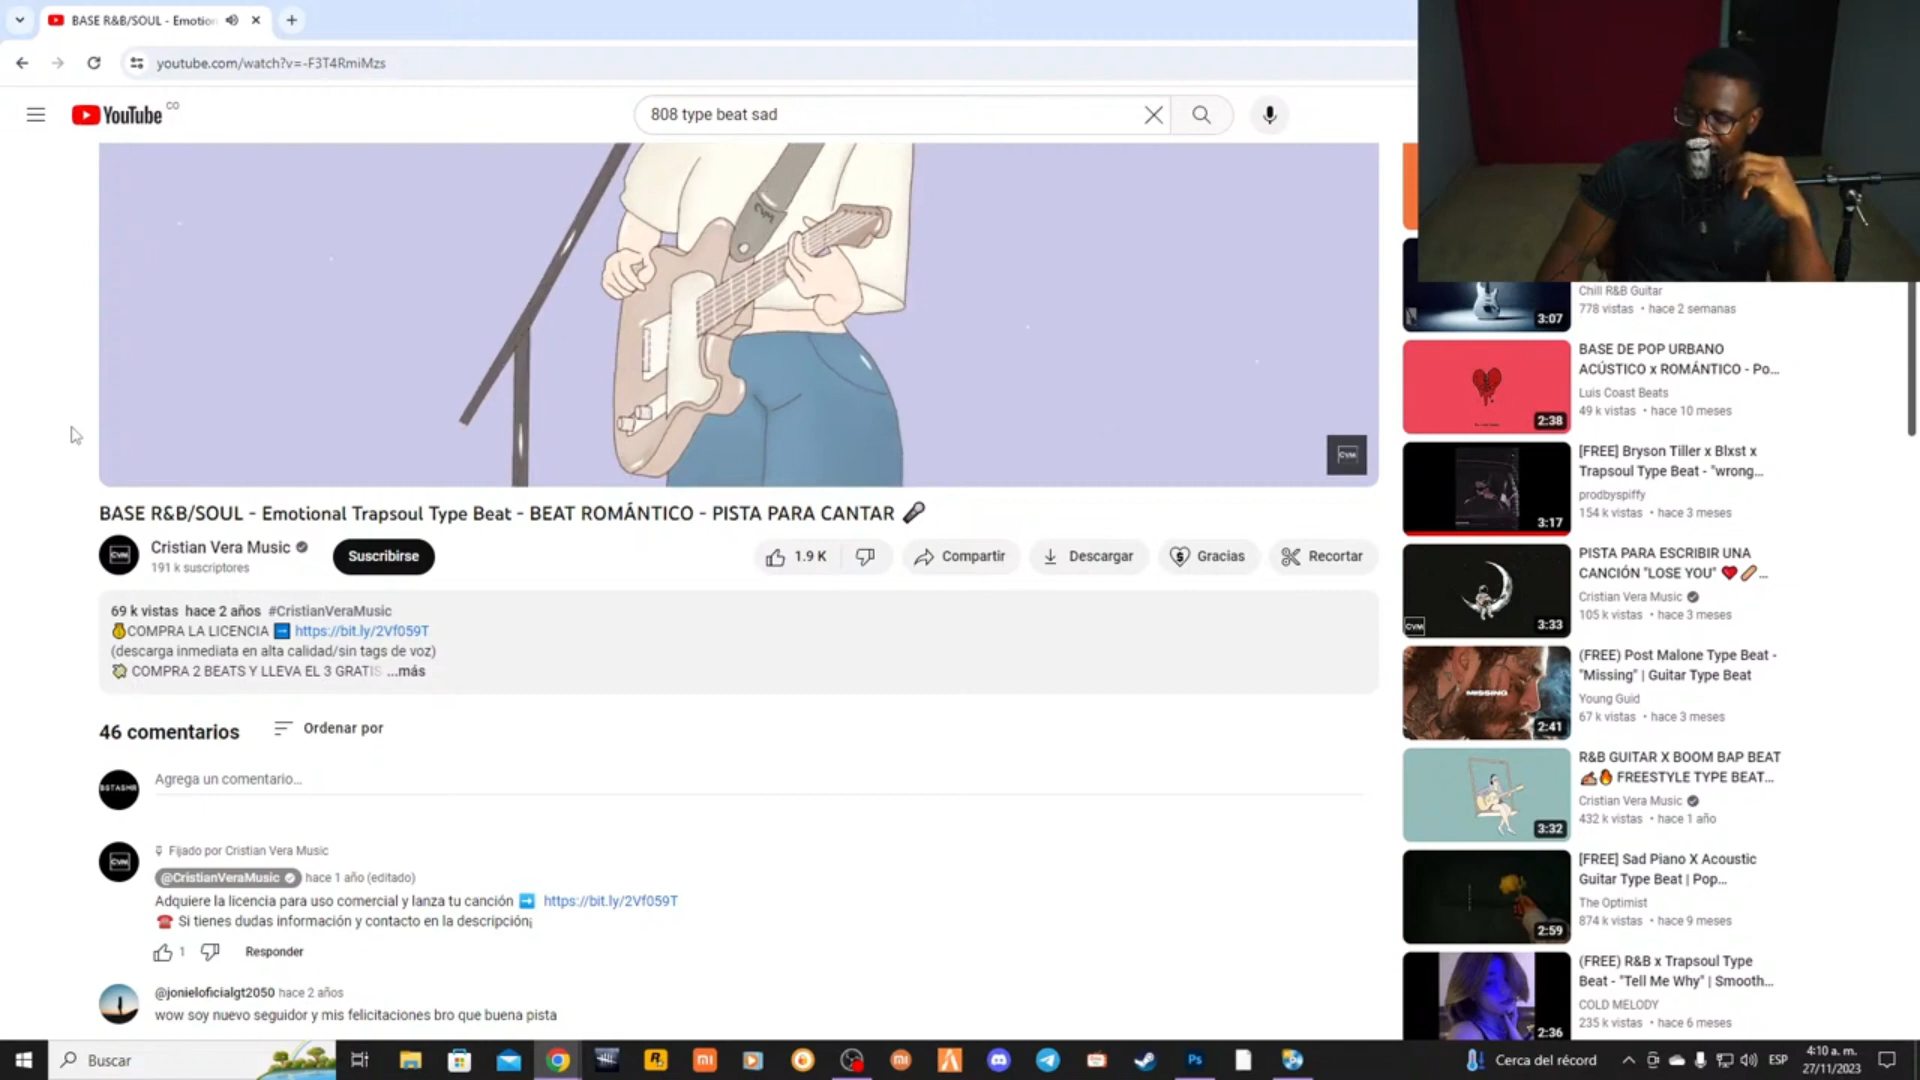 BASE R&B/SOUL - Emotion
youtube.com/watch?v=-F3T4RmiMzs
YouTube CO
808 type beat sad
CVM
CVM
BASE R&B/SOUL - Emotional Trapsoul Type Beat - BEAT ROMÁNTICO - PISTA PARA CANTAR 🎤
CVM
Cristian Vera Music
191 k suscriptores
Suscribirse
1.9 K
Compartir
Descargar
Gracias
Recortar
69 k vistas hace 2 años #CristianVeraMusic
💰COMPRA LA LICENCIA ➡️ https://bit.ly/2Vf059T
(descarga inmediata en alta calidad/sin tags de voz)
💸 COMPRA 2 BEATS Y LLEVA EL 3 GRATIS ...más
46 comentarios
Ordenar por
BGTASMR
Agrega un comentario...
CVM
Fijado por Cristian Vera Music
@CristianVeraMusic hace 1 año (editado)
Adquiere la licencia para uso comercial y lanza tu canción ➡️ https://bit.ly/2Vf059T
☎️ Si tienes dudas información y contacto en la descripción¡
1
Responder
@jonieloficialgt2050 hace 2 años
wow soy nuevo seguidor y mis felicitaciones bro que buena pista
3:07
Chill R&B Guitar
778 vistas • hace 2 semanas
2:38
BASE DE POP URBANO
ACÚSTICO x ROMÁNTICO - Po...
Luis Coast Beats
49 k vistas • hace 10 meses
3:17
[FREE] Bryson Tiller x Blxst x
Trapsoul Type Beat - "wrong...
prodbyspiffy
154 k vistas • hace 3 meses
CVM
3:33
PISTA PARA ESCRIBIR UNA
CANCIÓN "LOSE YOU" ❤️🩹...
Cristian Vera Music
105 k vistas • hace 3 meses
MISSING
2:41
(FREE) Post Malone Type Beat -
"Missing" | Guitar Type Beat
Young Guid
67 k vistas • hace 3 meses
3:32
R&B GUITAR X BOOM BAP BEAT
✍🔥 FREESTYLE TYPE BEAT...
Cristian Vera Music
432 k vistas • hace 1 año
2:59
[FREE] Sad Piano X Acoustic
Guitar Type Beat | Pop...
The Optimist
874 k vistas • hace 9 meses
2:36
(FREE) R&B x Trapsoul Type
Beat - "Tell Me Why" | Smooth...
COLD MELODY
235 k vistas • hace 6 meses
Buscar
Ps
Cerca del récord
ESP
4:10 a. m.
27/11/2023